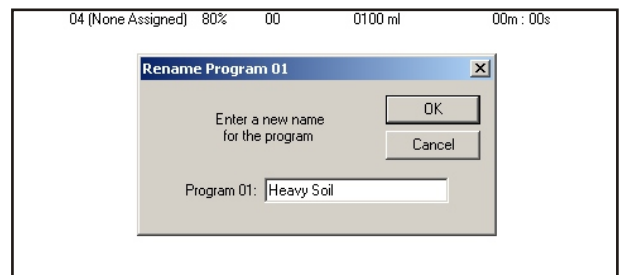 04 (None Assigned) 80% 00 0100 ml 00m : 00s
Rename Program 01
Enter a new name
for the program
OK
Cancel
Program 01: Heavy Soil